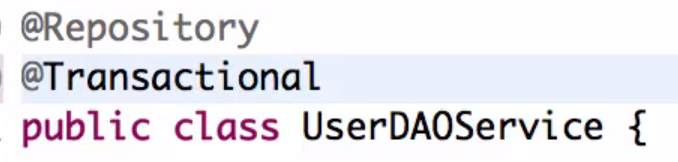 @Repository
@Transactional
public class UserDAOService {